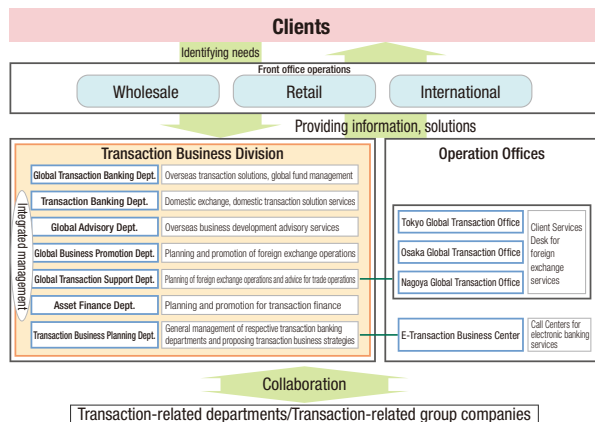 Clients
Identifying needs
Front office operations
Wholesale
Retail
International
Providing information, solutions
Transaction Business Division
Integrated management
Global Transaction Banking Dept.
Overseas transaction solutions, global fund management
Transaction Banking Dept.
Domestic exchange, domestic transaction solution services
Global Advisory Dept.
Overseas business development advisory services
Global Business Promotion Dept.
Planning and promotion of foreign exchange operations
Global Transaction Support Dept.
Planning of foreign exchange operations and advice for trade operations
Asset Finance Dept.
Planning and promotion for transaction finance
Transaction Business Planning Dept.
General management of respective transaction banking
departments and proposing transaction business strategies
Operation Offices
Tokyo Global Transaction Office
Osaka Global Transaction Office
Nagoya Global Transaction Office
Client Services
Desk for
foreign
exchange
services
E-Transaction Business Center
Call Centers for
electronic banking
services
Collaboration
Transaction-related departments/Transaction-related group companies